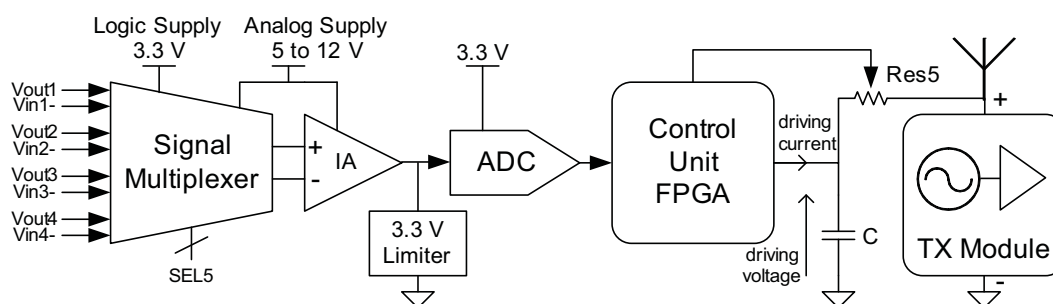 Logic Supply
3.3 V
Analog Supply
5 to 12 V
Vout1
Vin1-
Vout2
Vin2-
Vout3
Vin3-
Vout4
Vin4-
Signal
Multiplexer
SEL5
+
-
IA
3.3 V
Limiter
3.3 V
ADC
Control
Unit
FPGA
driving
current
driving
voltage
Res5
C
+
TX Module
-